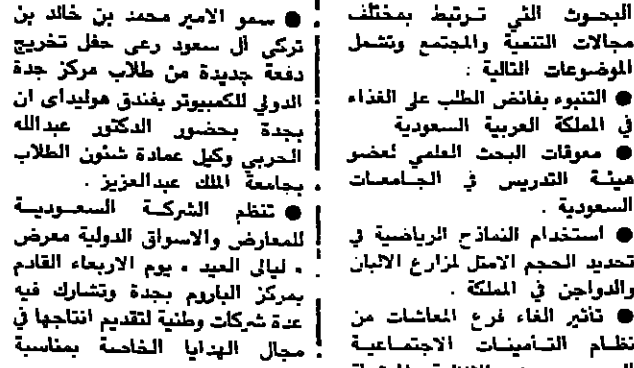 البحوث التي ترتبط بمختلف
مجالات التنمية والمجتمع وتشمل
الموضوعات التالية :
● التنبوء بفائض الطلب على الغذاء
في المملكة العربية السعودية
● معوقات البحث العلمي لعضو
هيئة التدريس في الجامعات
السعودية .
● استخدام النماذج الرياضية في
تحديد الحجم الامثل لمزارع الالبان
والدواجن في المملكة .
● تأثير الغاء فرع المعاشات من
نظام التأمينات الاجتماعية
● سمو الامير محمد بن خالد بن
تركي آل سعود رعى حفل تخريج
دفعة جديدة من طلاب مركز جدة
الدولي للكمبيوتر بفندق هوليداى ان
بجدة بحضور الدكتور عبدالله
الحربي وكيل عمادة شئون الطلاب
بجامعة الملك عبدالعزيز .
● تنظم الشركة السعودية
للمعارض والاسواق الدولية معرض
« ليالى العيد » يوم الاربعاء القادم
بمركز الباروم بجدة وتشارك فيه
عدة شركات وطنية لتقديم انتاجها في
مجال الهدايا الخاصة بمناسبة